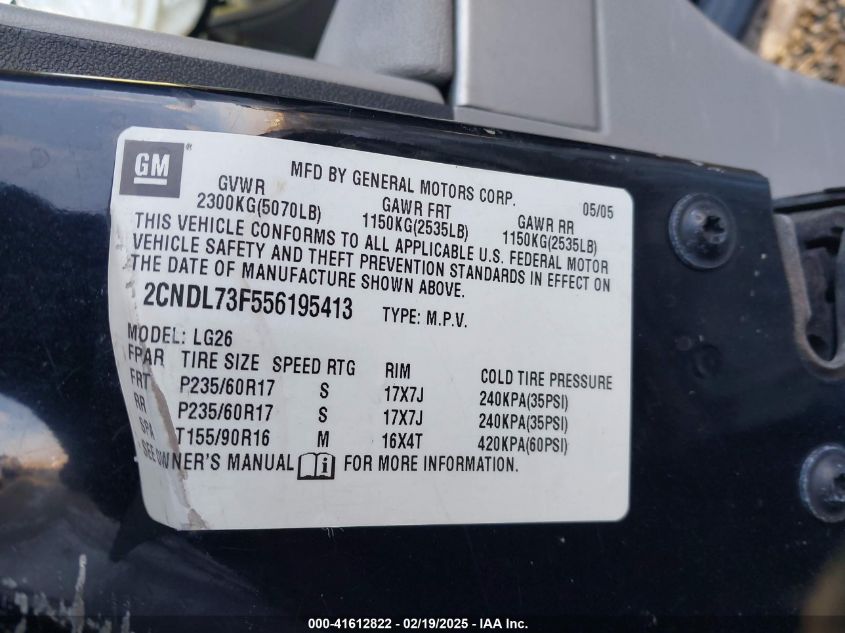 GM ®
MFD BY GENERAL MOTORS CORP. 05/05
GVWR GAWR FRT GAWR RR
2300KG(5070LB) 1150KG(2535LB) 1150KG(2535LB)
THIS VEHICLE CONFORMS TO ALL APPLICABLE U.S. FEDERAL MOTOR
VEHICLE SAFETY AND THEFT PREVENTION STANDARDS IN EFFECT ON
THE DATE OF MANUFACTURE SHOWN ABOVE.
2CNDL73F556195413 TYPE: M.P.V.
MODEL: LG26
FPAR TIRE SIZE SPEED RTG RIM COLD TIRE PRESSURE
FRT P235/60R17 S 17X7J 240KPA(35PSI)
RR P235/60R17 S 17X7J 240KPA(35PSI)
SPA T155/90R16 M 16X4T 420KPA(60PSI)
SEE OWNER'S MANUAL i FOR MORE INFORMATION.
000-41612822 - 02/19/2025 - IAA Inc.